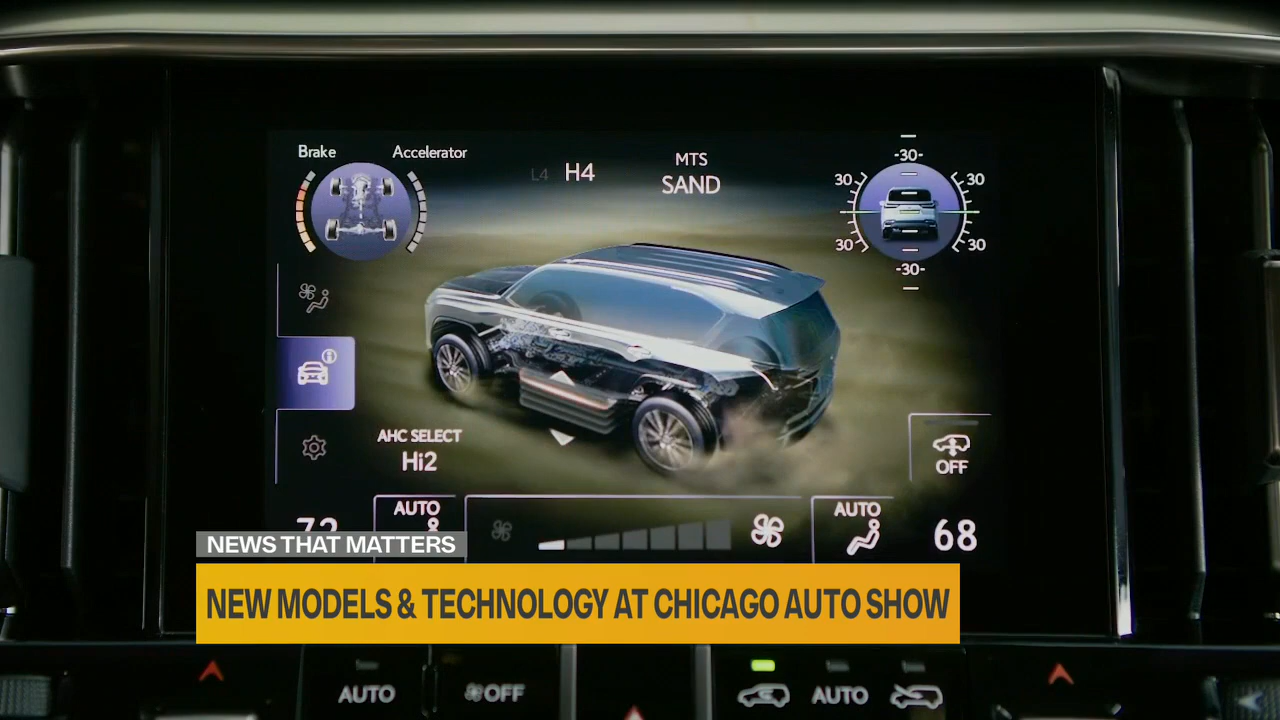 Brake
Accelerator
-30-
30
30
30
30
-30-
L4
H4
MTS
SAND
AHC SELECT
Hi2
OFF
AUTO
AUTO
72
68
NEWS THAT MATTERS
NEW MODELS & TECHNOLOGY AT CHICAGO AUTO SHOW
AUTO
OFF
AUTO